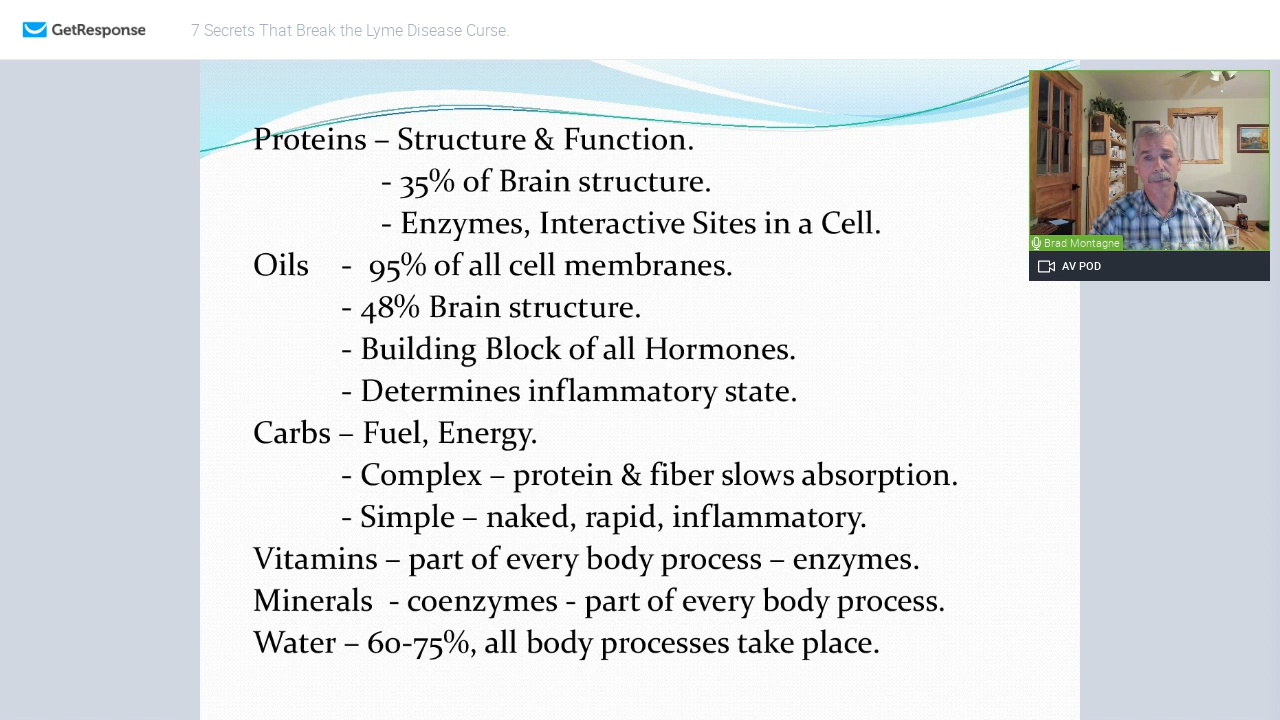 GetResponse
7 Secrets That Break the Lyme Disease Curse.
Proteins – Structure & Function.
- 35% of Brain structure.
- Enzymes, Interactive Sites in a Cell.
Oils - 95% of all cell membranes.
- 48% Brain structure.
- Building Block of all Hormones.
- Determines inflammatory state.
Carbs – Fuel, Energy.
- Complex – protein & fiber slows absorption.
- Simple – naked, rapid, inflammatory.
Vitamins – part of every body process – enzymes.
Minerals - coenzymes - part of every body process.
Water – 60-75%, all body processes take place.
Brad Montagne
AV POD